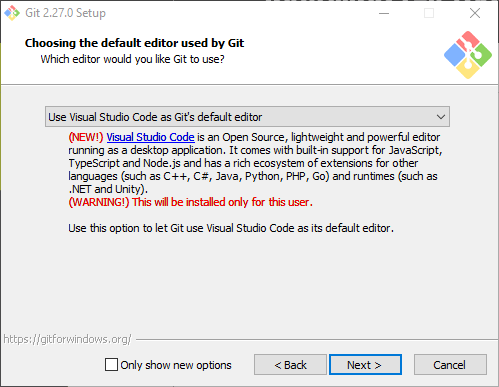 Git 2.27.0 Setup
Choosing the default editor used by Git
Which editor would you like Git to use?
Use Visual Studio Code as Git's default editor
(NEW!) Visual Studio Code is an Open Source, lightweight and powerful editor
running as a desktop application. It comes with built-in support for JavaScript,
TypeScript and Node.js and has a rich ecosystem of extensions for other
languages (such as C++, C#, Java, Python, PHP, Go) and runtimes (such as
.NET and Unity).
(WARNING!) This will be installed only for this user.
Use this option to let Git use Visual Studio Code as its default editor.
https://gitforwindows.org/
Only show new options
< Back
Next >
Cancel